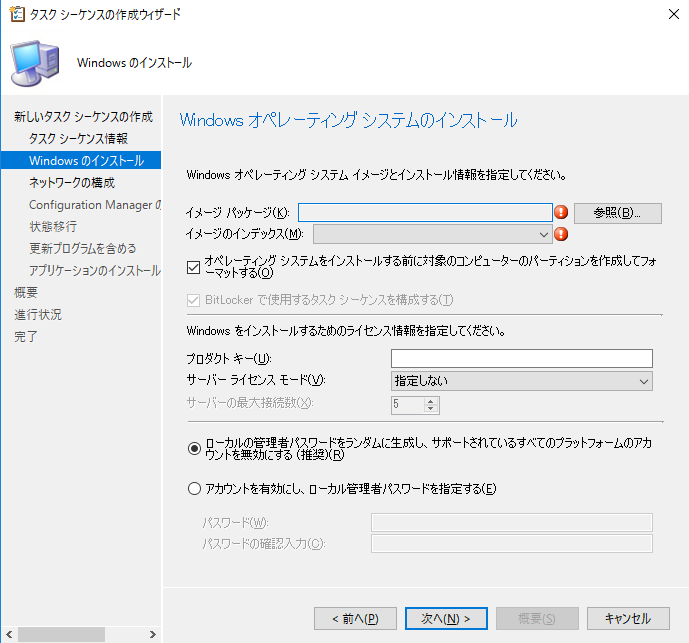 タスク シーケンスの作成ウィザード
Windows のインストール
新しいタスク シーケンスの作成
タスク シーケンス情報
Windows のインストール
ネットワークの構成
Configuration Manager の
状態移行
更新プログラムを含める
アプリケーションのインストール
概要
進行状況
完了
Windows オペレーティング システムのインストール
Windows オペレーティング システム イメージとインストール情報を指定してください。
イメージ パッケージ(K):
参照(B)...
イメージのインデックス(M):
オペレーティング システムをインストールする前に対象のコンピューターのパーティションを作成してフォ
ーマットする(O)
BitLocker で使用するタスク シーケンスを構成する(T)
Windows をインストールするためのライセンス情報を指定してください。
プロダクト キー(U):
サーバー ライセンス モード(V):
指定しない
サーバーの最大接続数(X):
5
ローカルの管理者パスワードをランダムに生成し、サポートされているすべてのプラットフォームのアカ
ウントを無効にする (推奨)(R)
アカウントを有効にし、ローカル管理者パスワードを指定する(E)
パスワード(W):
パスワードの確認入力(C):
< 前へ(P)
次へ(N) >
概要(S)
キャンセル